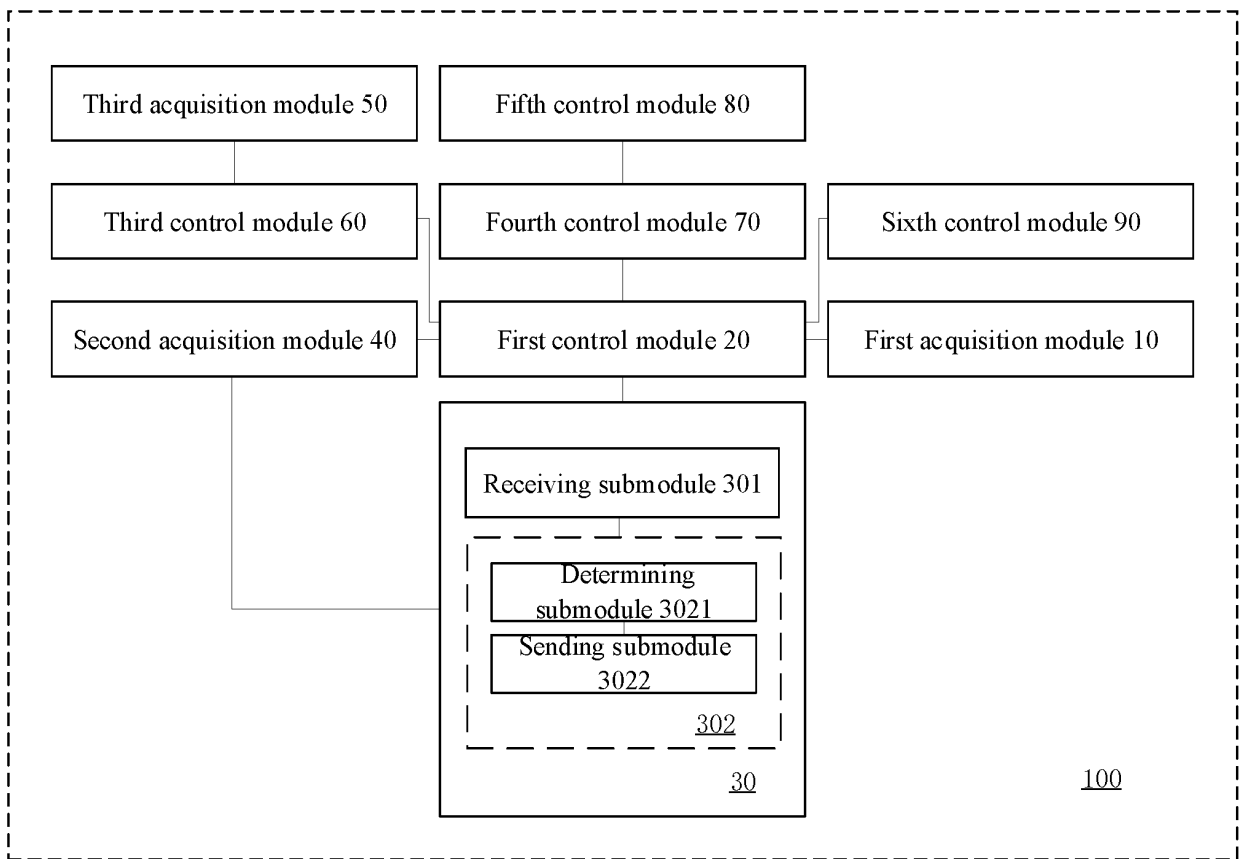 Third acquisition module 50
Fifth control module 80
Third control module 60
Fourth control module 70
Sixth control module 90
Second acquisition module 40
First control module 20
First acquisition module 10
Receiving submodule 301
Determining
submodule 3021
Sending submodule
3022
302
30
100